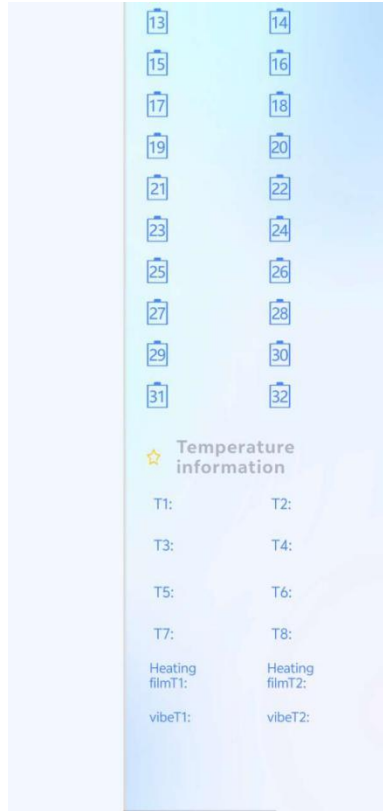 13 14
15 16
17 18
19 20
21 22
23 24
25 26
27 28
29 30
31 32
Temperature
information
T1: T2:
T3: T4:
T5: T6:
T7: T8:
Heating Heating
filmT1: filmT2:
vibeT1: vibeT2: